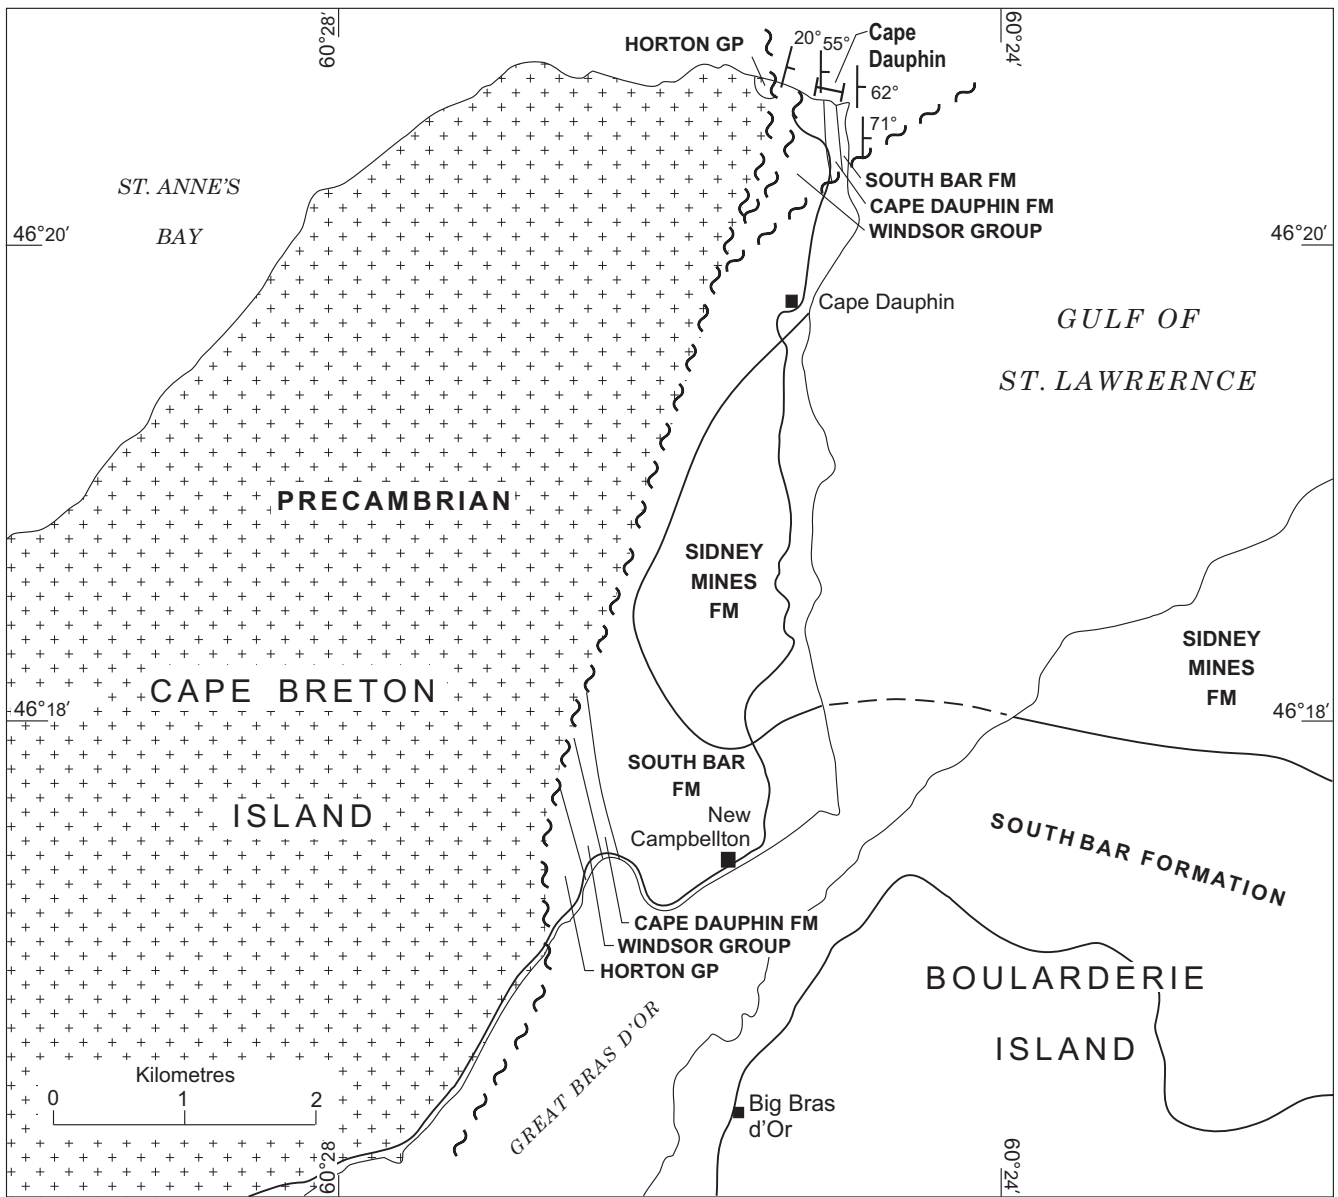 60°28′
60°24′
HORTON GP
20°
55°
Cape
Dauphin
62°
71°
ST. ANNE'S
BAY
SOUTH BAR FM
CAPE DAUPHIN FM
WINDSOR GROUP
46°20′
46°20′
Cape Dauphin
GULF OF
ST. LAWRERNCE
PRECAMBRIAN
SIDNEY
MINES
FM
SIDNEY
MINES
FM
CAPE BRETON
46°18′
46°18′
SOUTH BAR
FM
ISLAND
New
Campbellton
SOUTH BAR FORMATION
CAPE DAUPHIN FM
WINDSOR GROUP
HORTON GP
BOULARDERIE
ISLAND
GREAT BRAS D'OR
Kilometres
0 1 2
Big Bras
d'Or
60°28
60°24′